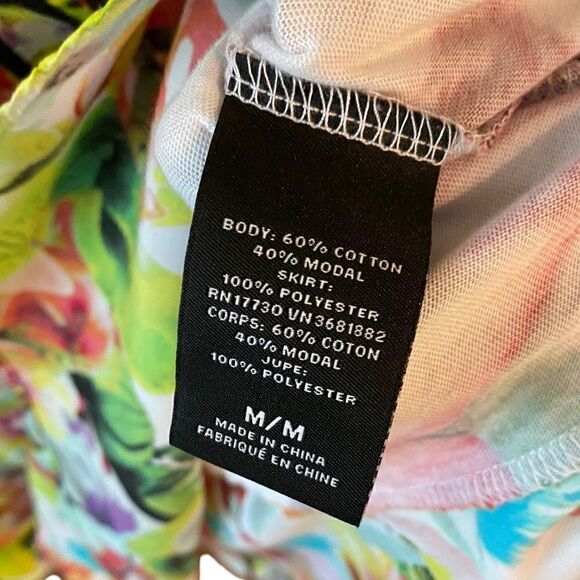 BODY: 60% COTTON
40% MODAL
SKIRT:
100% POLYESTER
RN17730 VN3681882
CORPS: 60% COTON
40% MODAL
JUPE:
100% POLYESTER
M/M
MADE IN CHINA
FABRIQUÉ EN CHINE